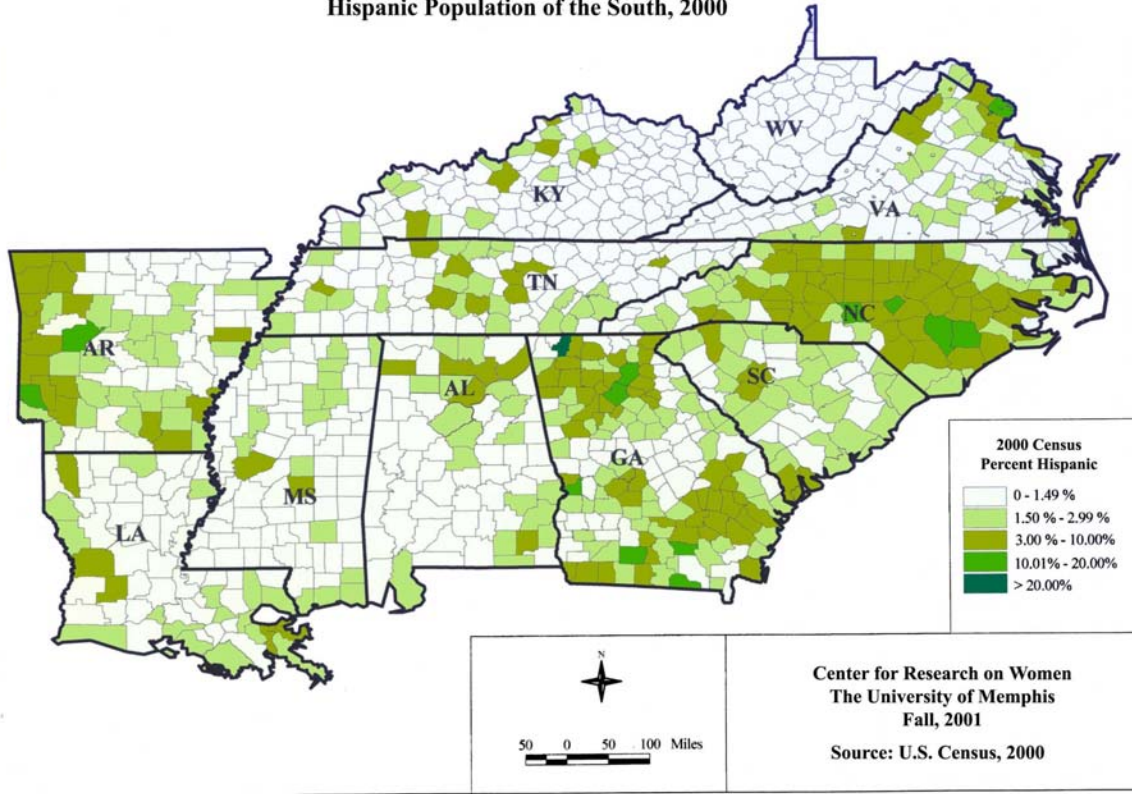 Hispanic Population of the South, 2000
WV
KY
VA
TN
NC
AR
AL
SC
GA
MS
LA
2000 Census
Percent Hispanic
0 - 1.49 %
1.50 % - 2.99 %
3.00 % - 10.00%
10.01% - 20.00%
> 20.00%
N
50 0 50 100 Miles
Center for Research on Women
The University of Memphis
Fall, 2001
Source: U.S. Census, 2000